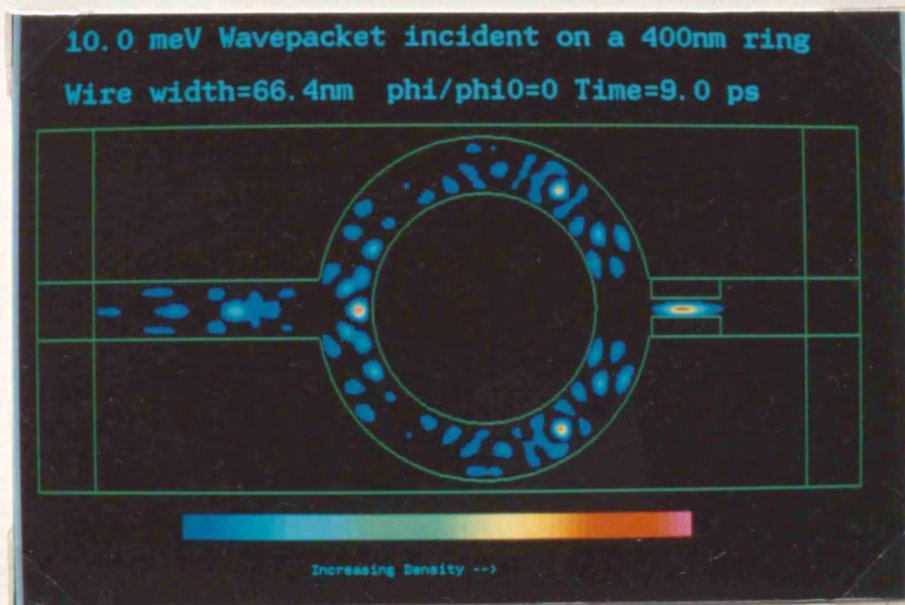 10.0 meV Wavepacket incident on a 400nm ring
Wire width=66.4nm phi/phi0=0 Time=9.0 ps
Increasing Density -->